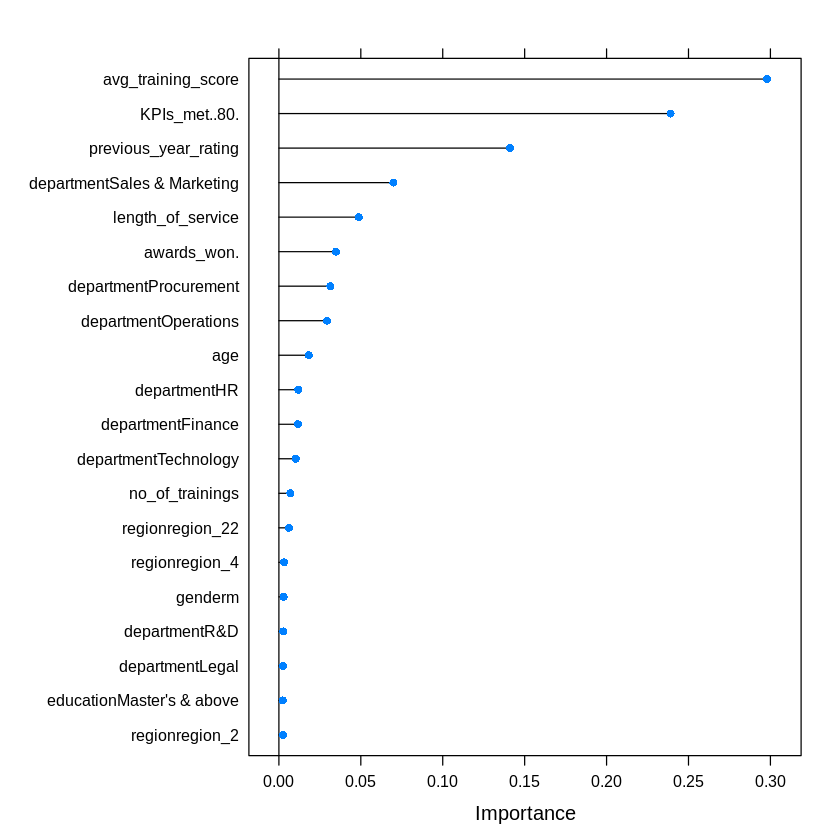 avg_training_score
KPIs_met..80.
previous_year_rating
departmentSales & Marketing
length_of_service
awards_won.
departmentProcurement
departmentOperations
age
departmentHR
departmentFinance
departmentTechnology
no_of_trainings
regionregion_22
regionregion_4
genderm
departmentR&D
departmentLegal
educationMaster's & above
regionregion_2
0.00 0.05 0.10 0.15 0.20 0.25 0.30
Importance